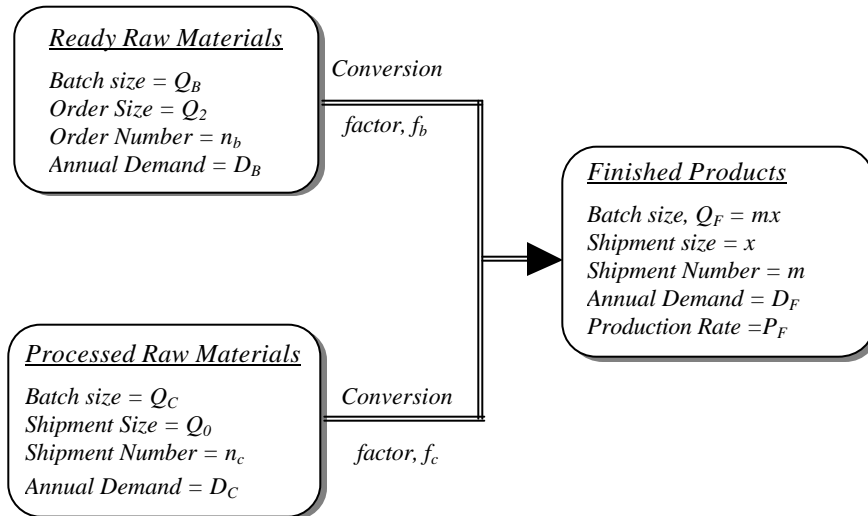 Ready Raw Materials
Batch size = Q_B
Order Size = Q_2
Order Number = n_b
Annual Demand = D_B
Conversion
factor, f_b
Finished Products
Batch size, Q_F = mx
Shipment size = x
Shipment Number = m
Annual Demand = D_F
Production Rate =P_F
Processed Raw Materials
Batch size = Q_C
Shipment Size = Q_0
Shipment Number = n_c
Annual Demand = D_C
Conversion
factor, f_c